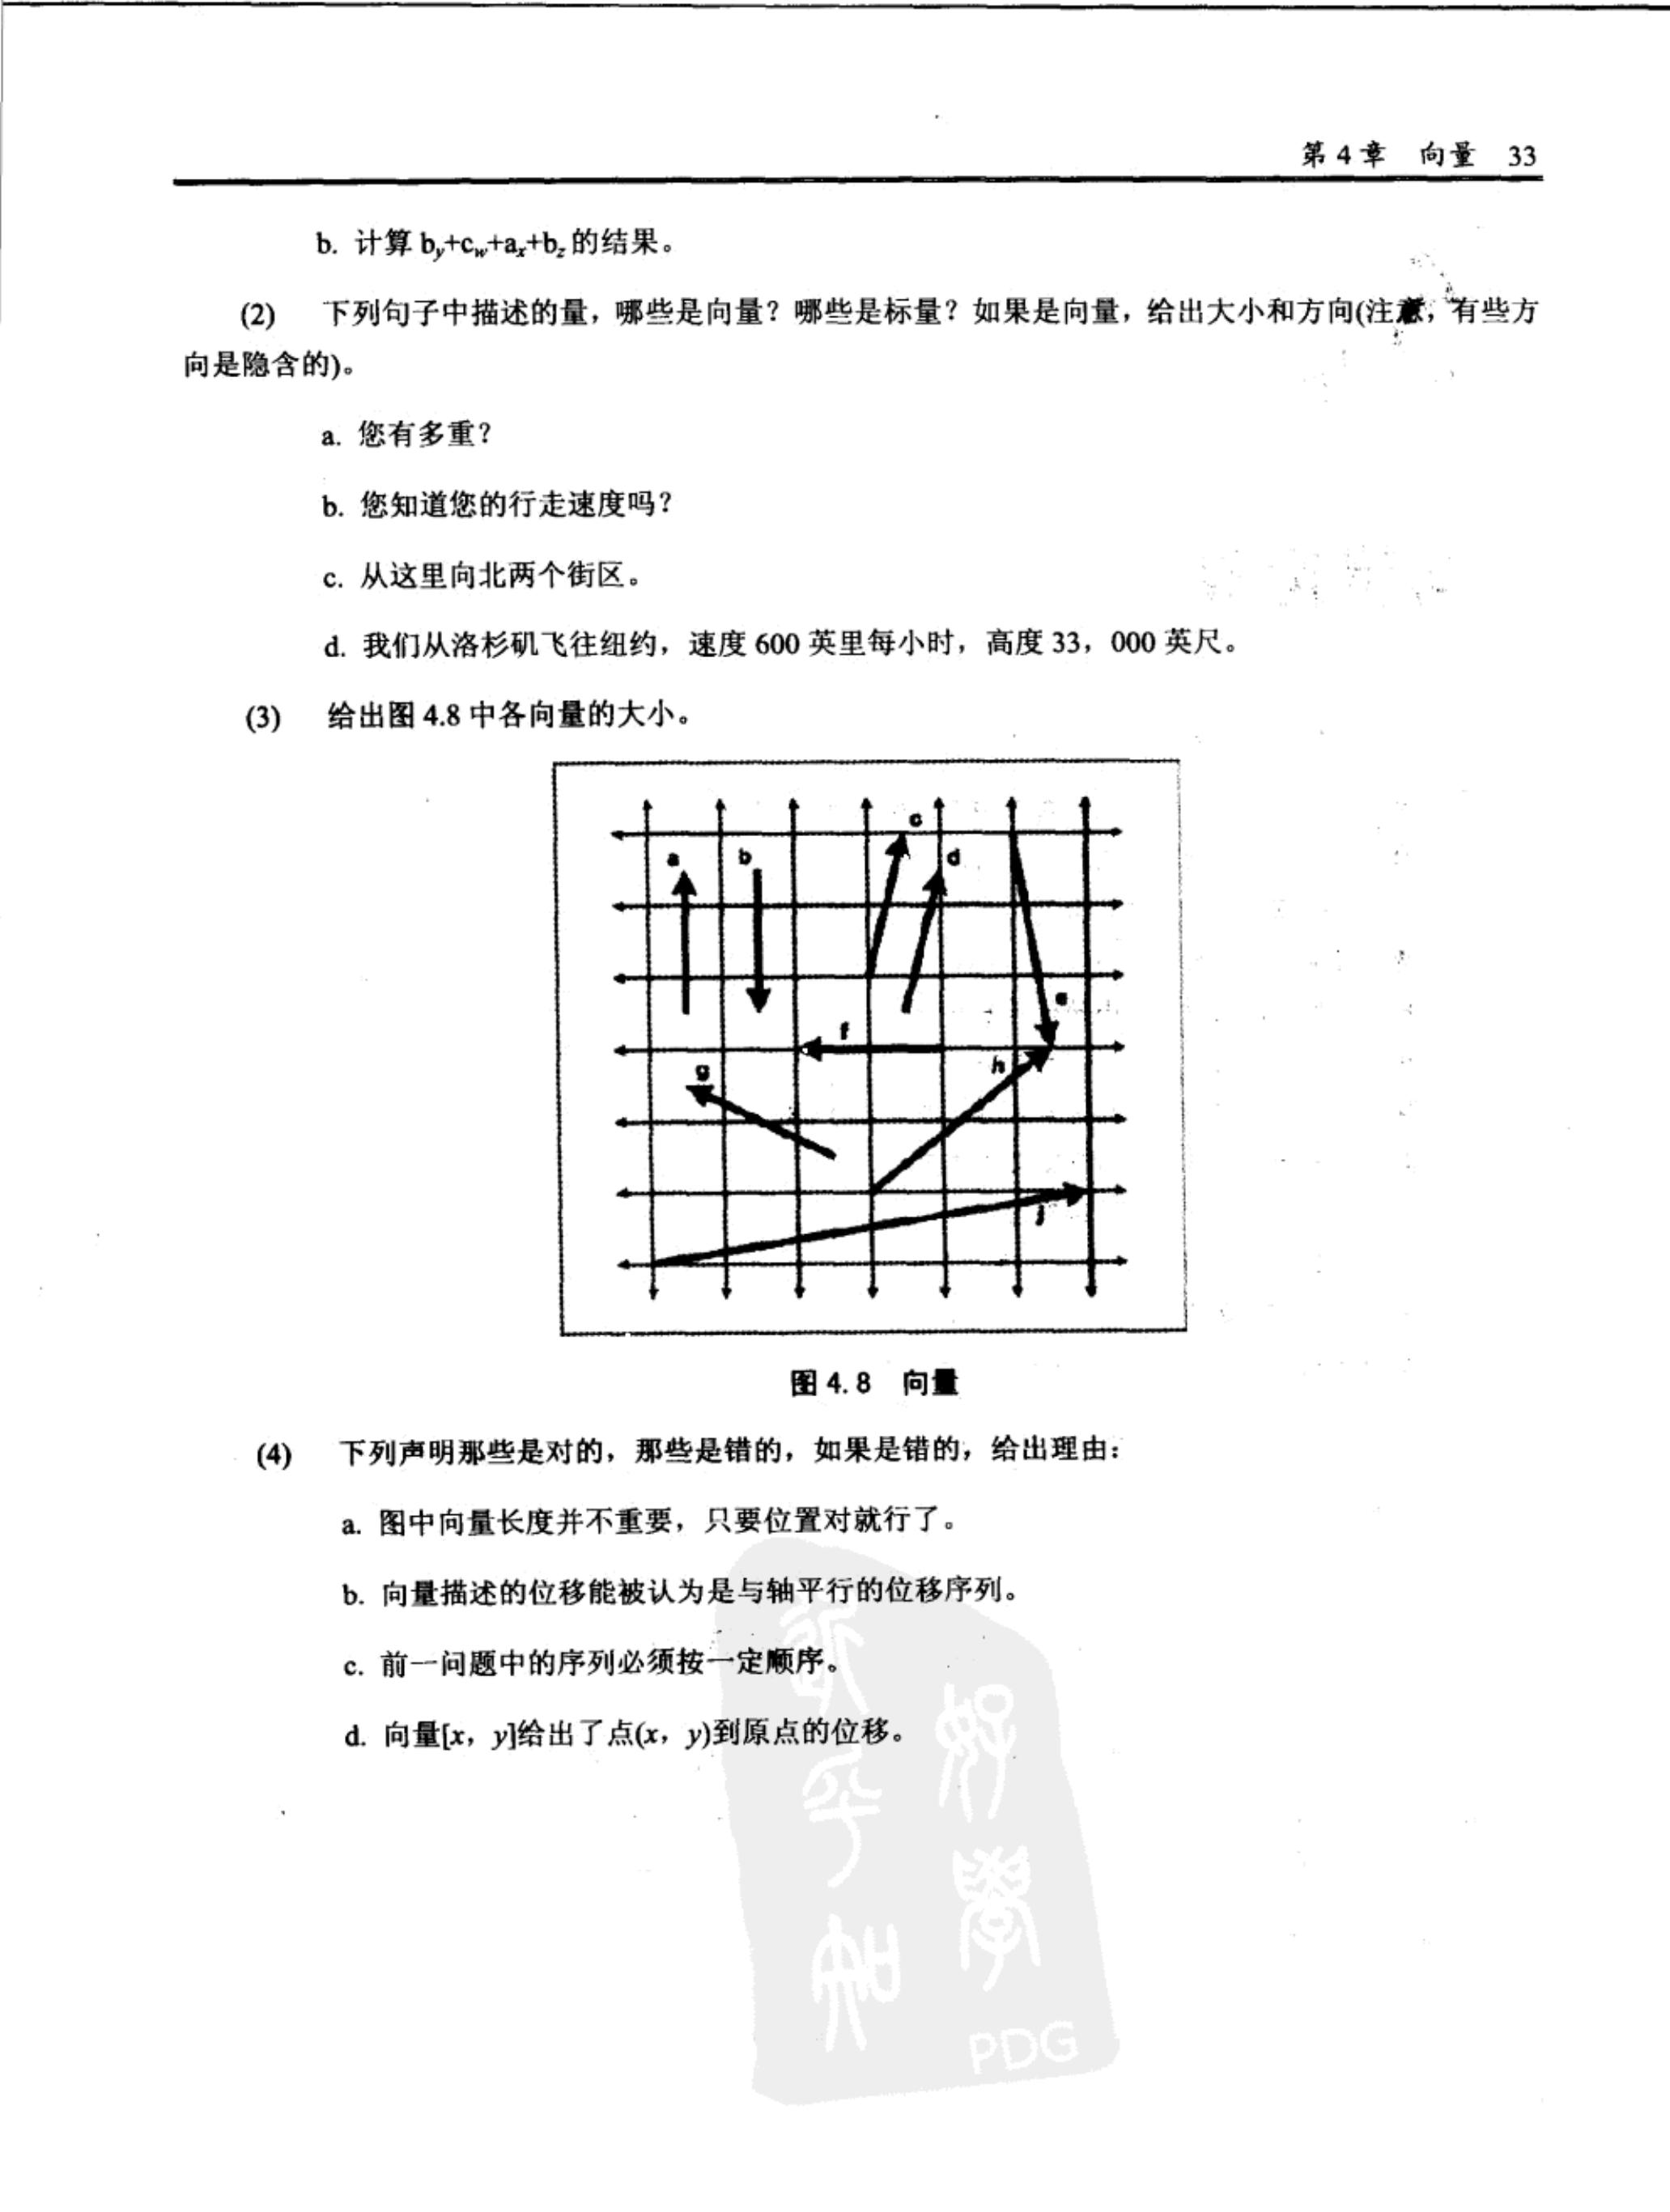 第4章 向量 33
b. 计算 by+cw+ax+bz 的结果。
(2) 下列句子中描述的量，哪些是向量？哪些是标量？如果是向量，给出大小和方向(注意，有些方
向是隐含的)。
a. 您有多重？
b. 您知道您的行走速度吗？
c. 从这里向北两个街区。
d. 我们从洛杉矶飞往纽约，速度 600 英里每小时，高度 33，000 英尺。
(3) 给出图 4.8 中各向量的大小。
c
a
b
d
e
f
h
g
j
图 4.8 向量
(4) 下列声明那些是对的，那些是错的，如果是错的，给出理由：
a. 图中向量长度并不重要，只要位置对就行了。
b. 向量描述的位移能被认为是与轴平行的位移序列。
c. 前一问题中的序列必须按一定顺序。
d. 向量[x，y]给出了点(x，y)到原点的位移。
PDG